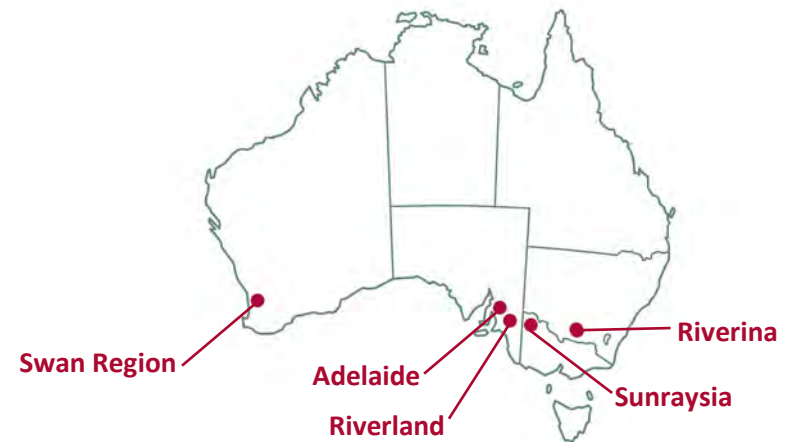 Swan Region
Adelaide
Riverland
Sunraysia
Riverina